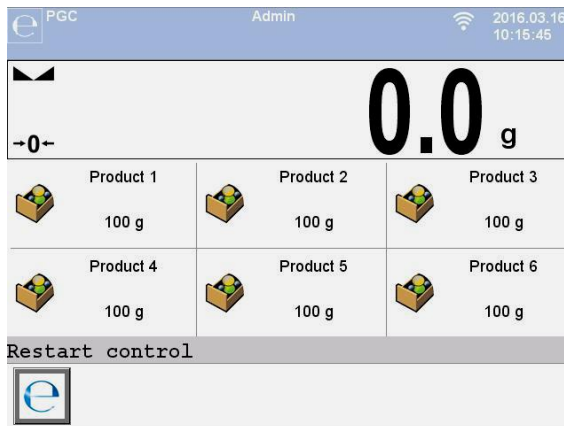 e PGC Admin 2016.03.16
10:15:45
0.0 g
→0←
Product 1 Product 2 Product 3
100 g 100 g 100 g
Product 4 Product 5 Product 6
100 g 100 g 100 g
Restart control
e